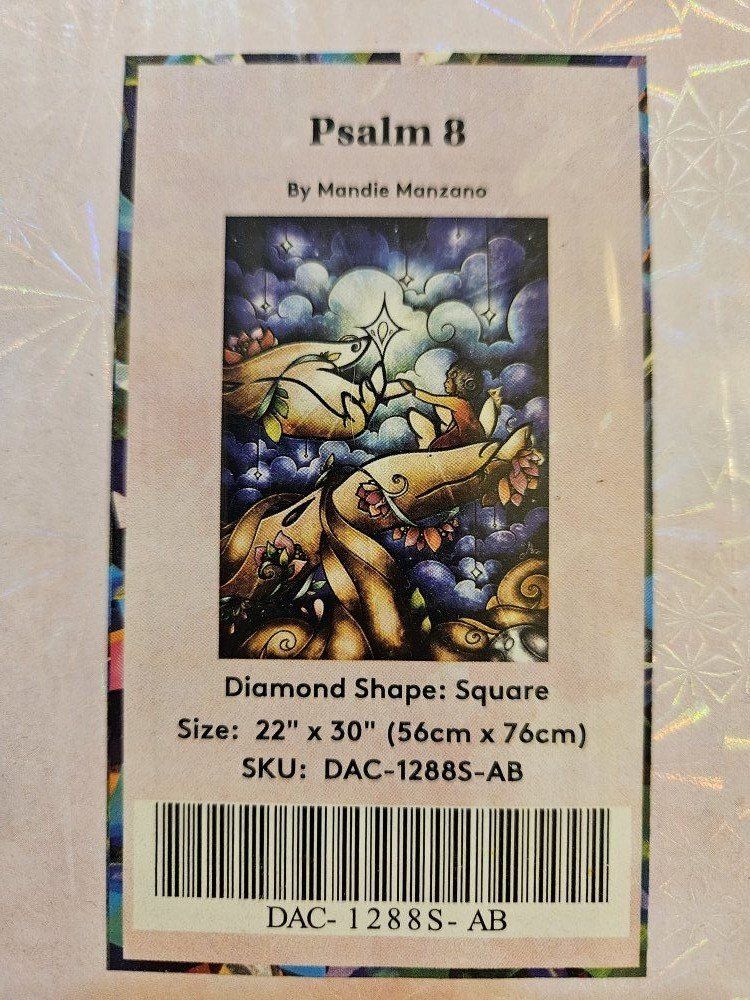 Psalm 8
By Mandie Manzano
Diamond Shape: Square
Size: 22" x 30" (56cm x 76cm)
SKU: DAC-1288S-AB
DAC- 1288S- AB